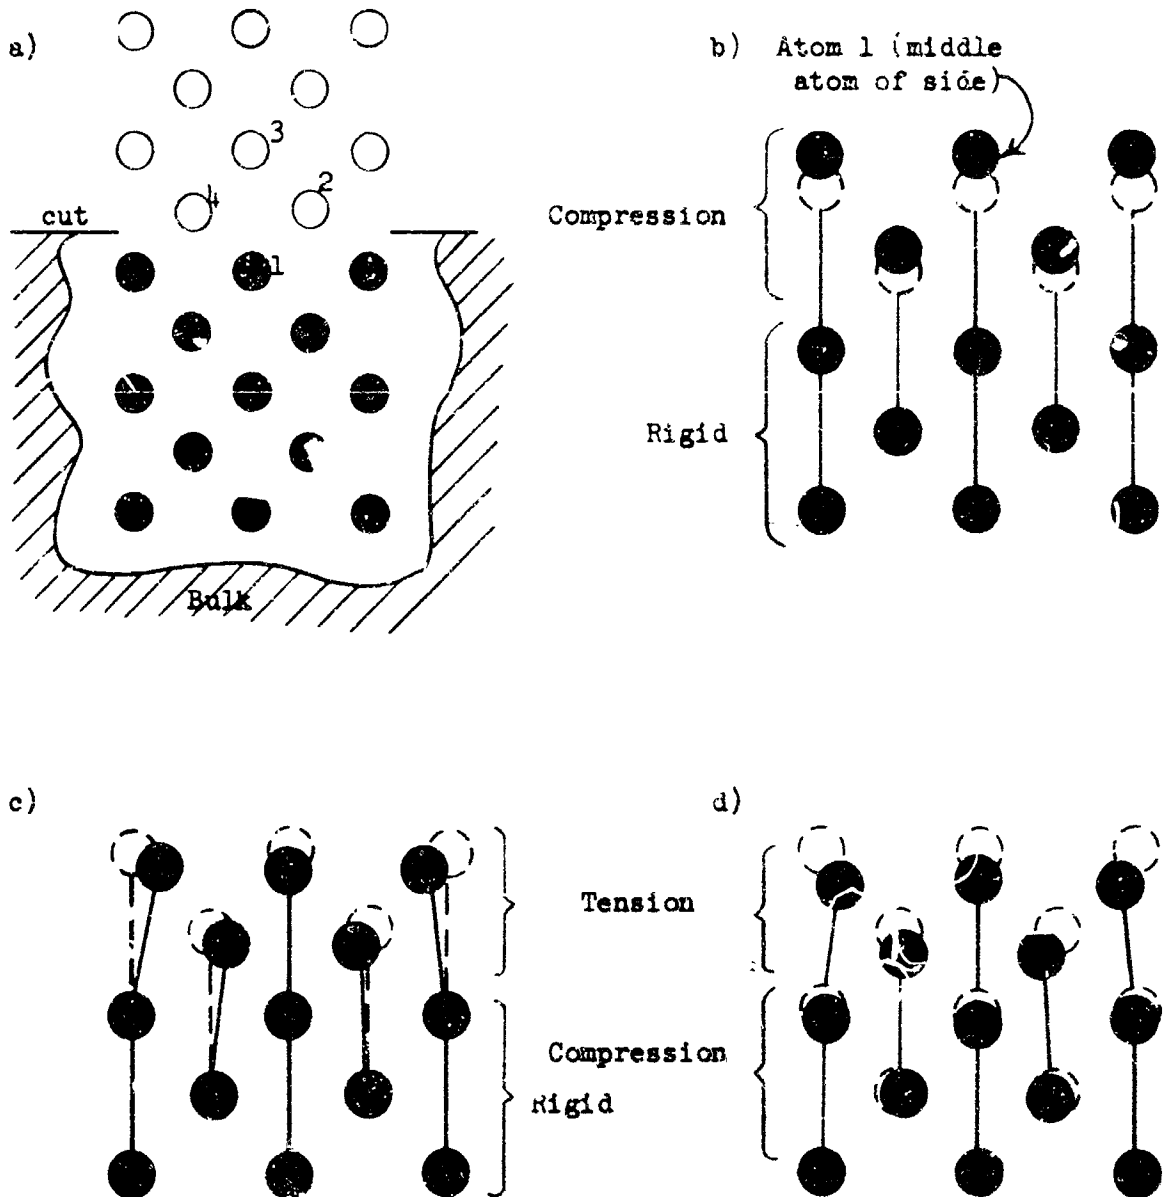 a)
3
2
4
cut
1
Bulk
b) Atom 1 (middle
atom of side)
Compression
Rigid
c)
Tension
Rigid
d)
Compression